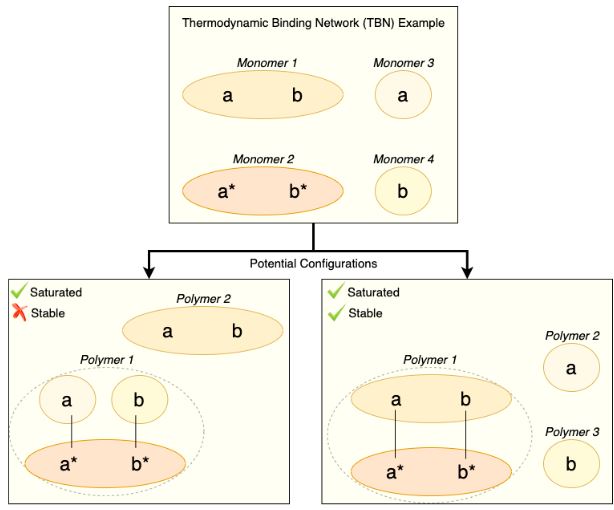 Thermodynamic Binding Network (TBN) Example
Monomer 1
Monomer 3
a b
a
Monomer 2
Monomer 4
a* b*
b
Potential Configurations
Saturated
Stable
Polymer 2
a b
Polymer 1
a b
a* b*
Saturated
Stable
Polymer 2
a
Polymer 1
a b
a* b*
Polymer 3
b